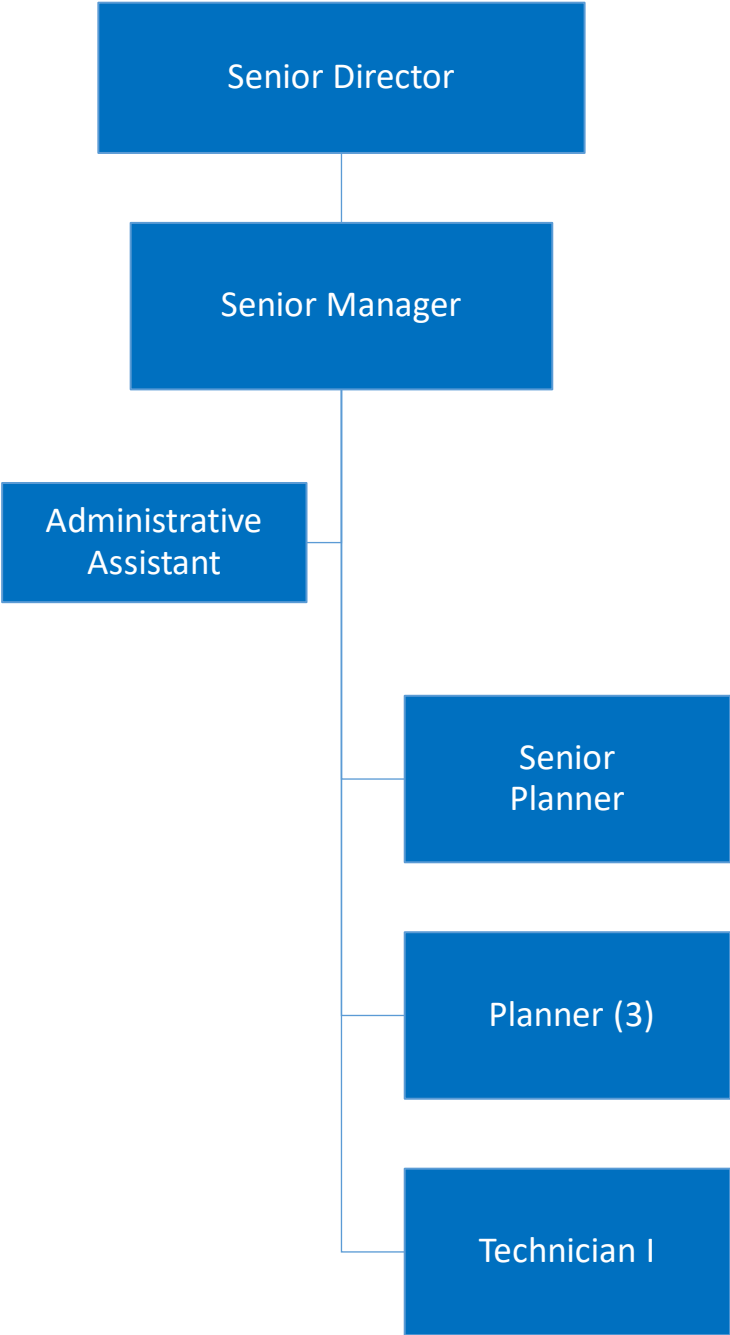 Senior Director
Senior Manager
Administrative
Assistant
Senior
Planner
Planner (3)
Technician I